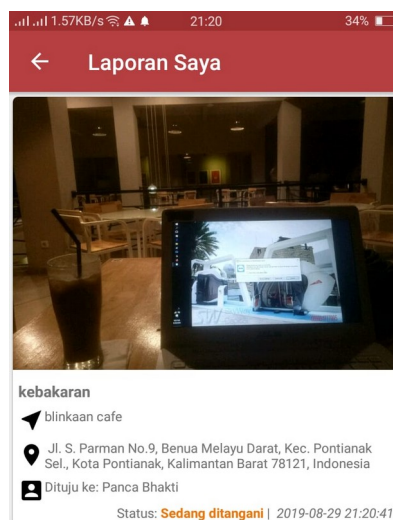 1.57KB/s 21:20 34%
Laporan Saya
kebakaran
blinkaan cafe
Jl. S. Parman No.9, Benua Melayu Darat, Kec. Pontianak
Sel., Kota Pontianak, Kalimantan Barat 78121, Indonesia
Dituju ke: Panca Bhakti
Status: Sedang ditangani | 2019-08-29 21:20:41